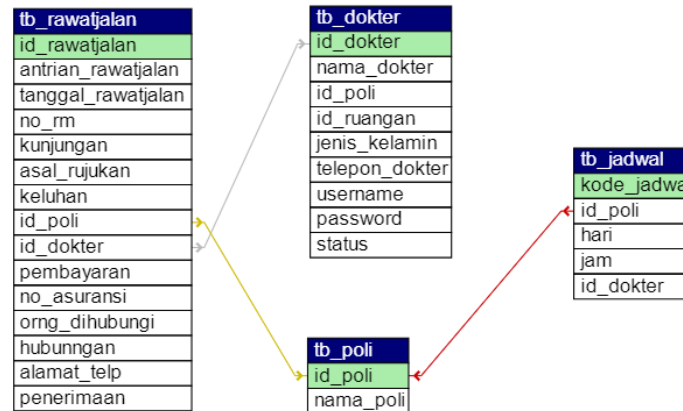 tb_rawatjalan
id_rawatjalan
antrian_rawatjalan
tanggal_rawatjalan
no_rm
kunjungan
asal_rujukan
keluhan
id_poli
id_dokter
pembayaran
no_asuransi
orng_dihubungi
hubunngan
alamat_telp
penerimaan
tb_dokter
id_dokter
nama_dokter
id_poli
id_ruangan
jenis_kelamin
telepon_dokter
username
password
status
tb_poli
id_poli
nama_poli
tb_jadwal
kode_jadwa
id_poli
hari
jam
id_dokter